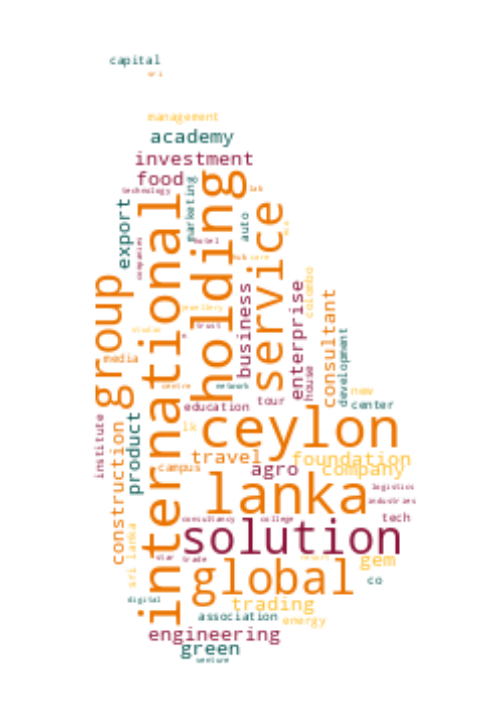 capital
sri
management
academy
investment
food
technology
lab
marketing
holding
international
export
service
auto
companies
hotel
hub
care
group
business
enterprise
colombo
consultant
jewellery
trust
studio
development
media
house
centre
network
new
tour
education
center
institute
product
lk
ceylon
construction
travel
foundation
campus
agro
company
lanka
logistics
industries
consultancy
college
tech
solution
sri lanka
star
trade
gem
global
co
digital
trading
association
energy
engineering
green
venture